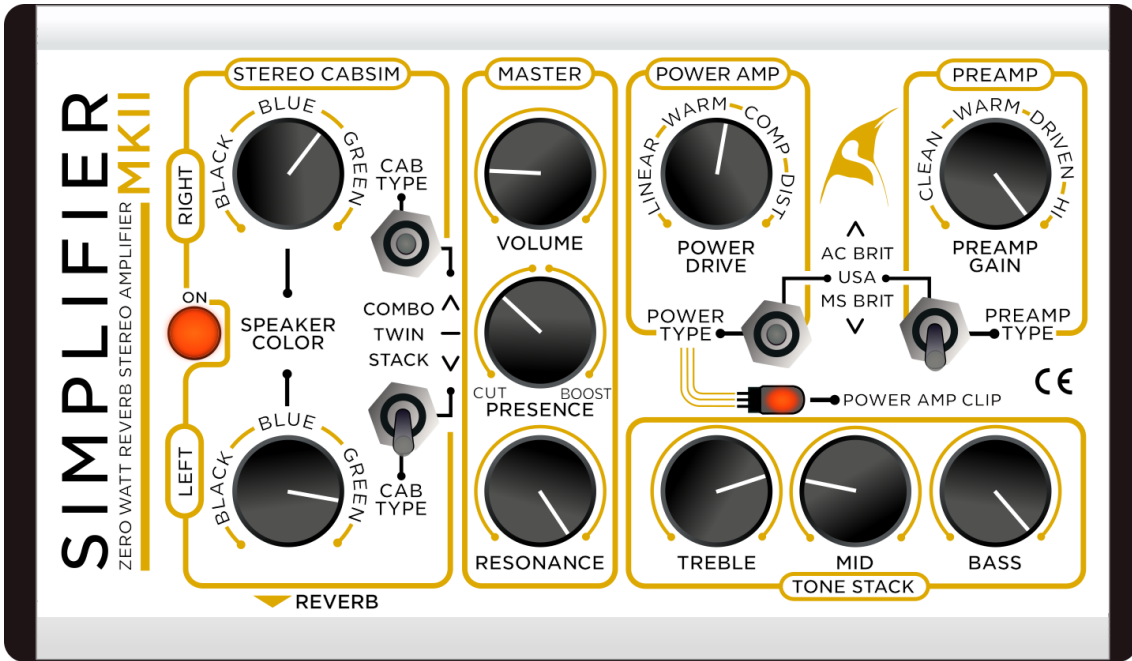 SIMPLIFIER MKII
ZERO WATT REVERB STEREO AMPLIFIER
STEREO CABSIM
RIGHT
BLACK BLUE GREEN
CAB
TYPE
ON
SPEAKER
COLOR
COMBO
TWIN
STACK
LEFT
BLACK BLUE GREEN
CAB
TYPE
REVERB
MASTER
VOLUME
CUT BOOST
PRESENCE
RESONANCE
POWER AMP
LINEAR WARM COMP DIST
POWER
DRIVE
POWER
TYPE
AC BRIT
USA
MS BRIT
PREAMP
CLEAN WARM DRIVEN HI
PREAMP
GAIN
PREAMP
TYPE
CE
POWER AMP CLIP
TREBLE MID BASS
TONE STACK